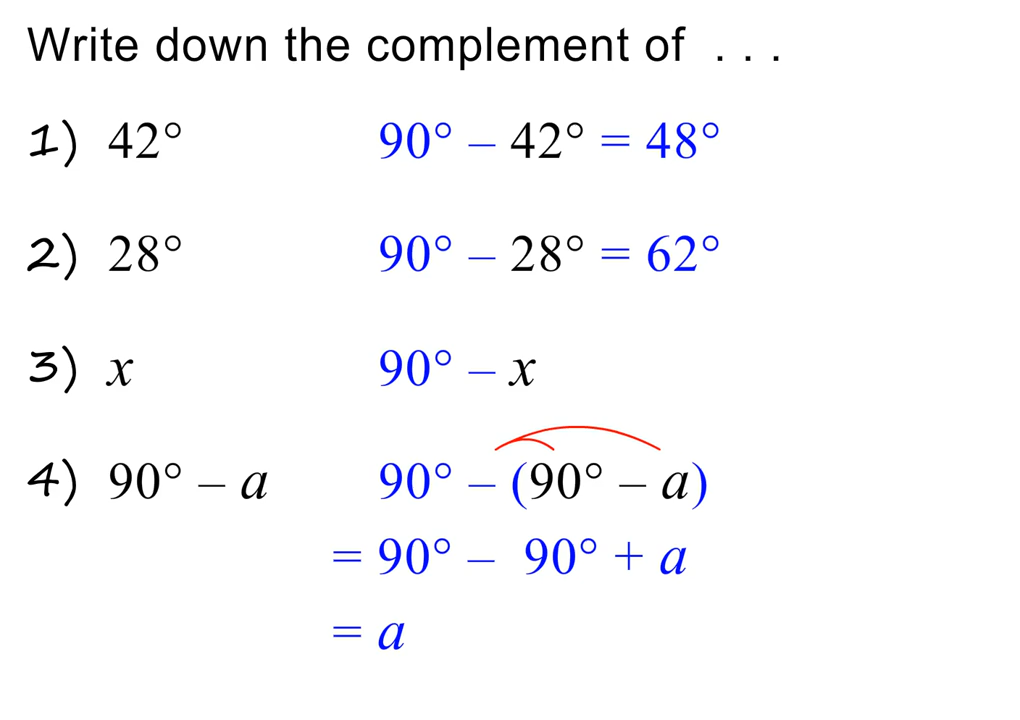 Write down the complement of . . .
1) 42° 90° – 42° = 48°
2) 28° 90° – 28° = 62°
3) x 90° – x
4) 90° – a 90° – (90° – a)
= 90° – 90° + a
= a